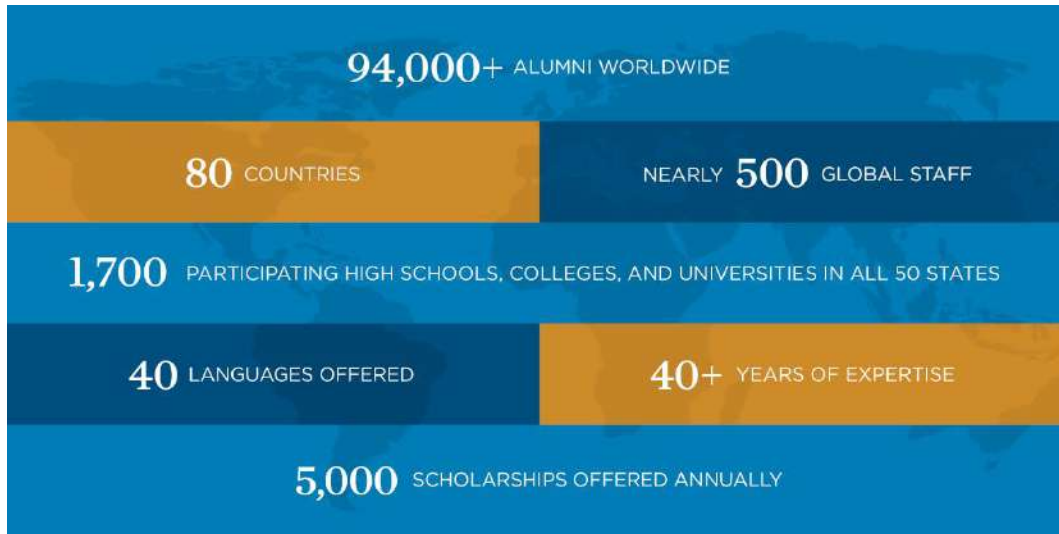 94,000+ ALUMNI WORLDWIDE
80 COUNTRIES
NEARLY 500 GLOBAL STAFF
1,700 PARTICIPATING HIGH SCHOOLS, COLLEGES, AND UNIVERSITIES IN ALL 50 STATES
40 LANGUAGES OFFERED
40+ YEARS OF EXPERTISE
5,000 SCHOLARSHIPS OFFERED ANNUALLY